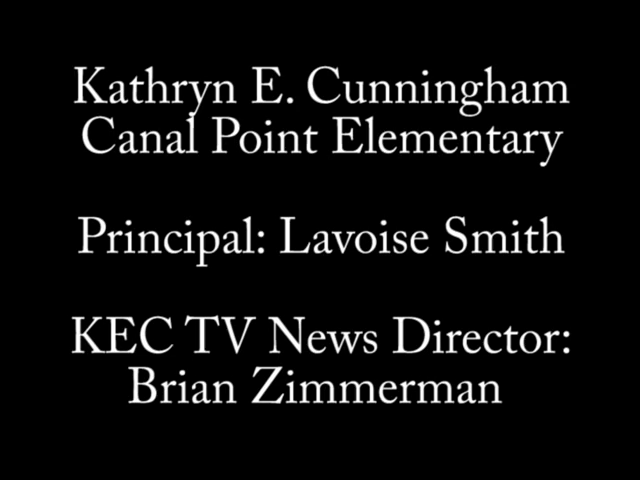 Kathryn E. Cunningham
Canal Point Elementary
Principal: Lavoise Smith
KEC TV News Director:
Brian Zimmerman